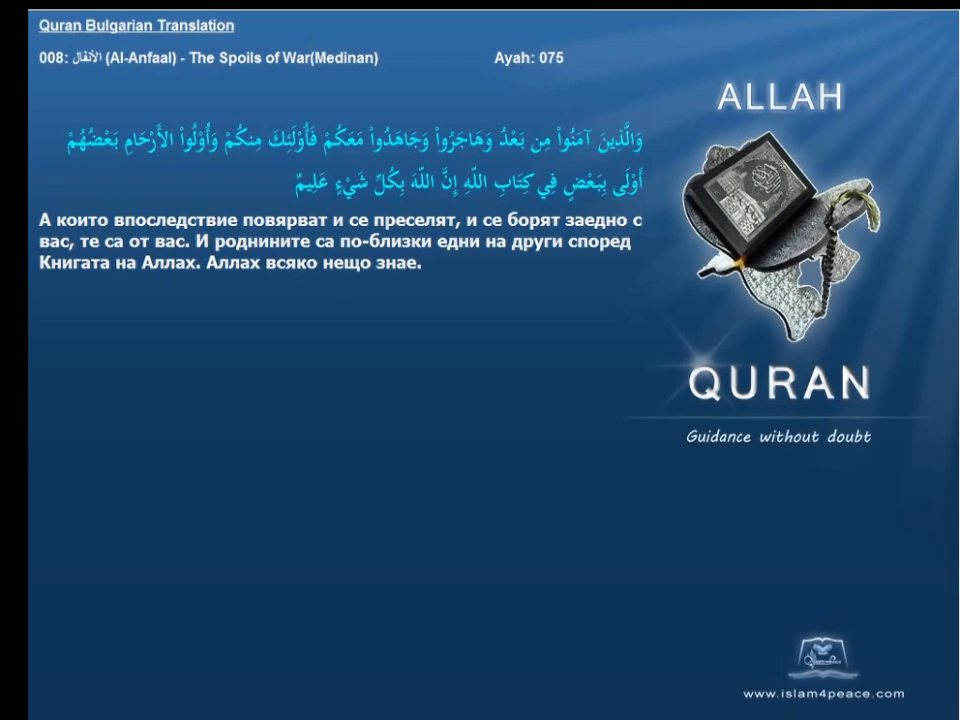 Quran Bulgarian Translation
008: الأنفال (Al-Anfaal) - The Spoils of War(Medinan) Ayah: 075
وَالَّذِينَ آمَنُواْ مِن بَعْدُ وَهَاجَرُواْ وَجَاهَدُواْ مَعَكُمْ فَأُوْلَئِكَ مِنكُمْ وَأُوْلُواْ الأَرْحَامِ بَعْضُهُمْ
أَوْلَى بِبَعْضٍ فِي كِتَابِ اللّهِ إِنَّ اللّهَ بِكُلِّ شَيْءٍ عَلِيمٌ
А които впоследствие повярват и се преселят, и се борят заедно с
вас, те са от вас. И роднините са по-близки едни на други според
Книгата на Аллах. Аллах всяко нещо знае.
ALLAH
QURAN
Guidance without doubt
www.islam4peace.com